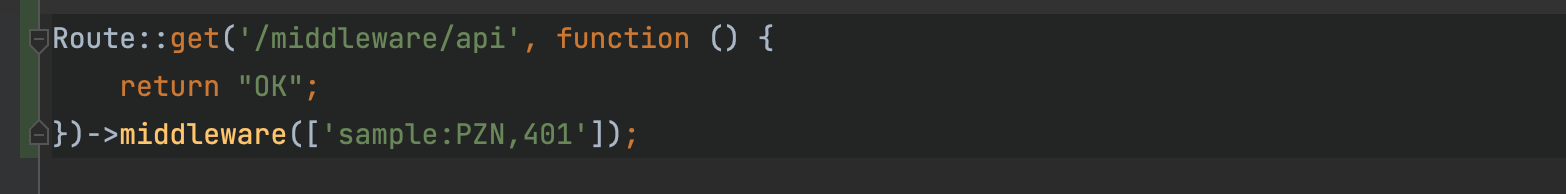 Route::get('/middleware/api', function () {
    return "OK";
})->middleware(['sample:PZN,401']);